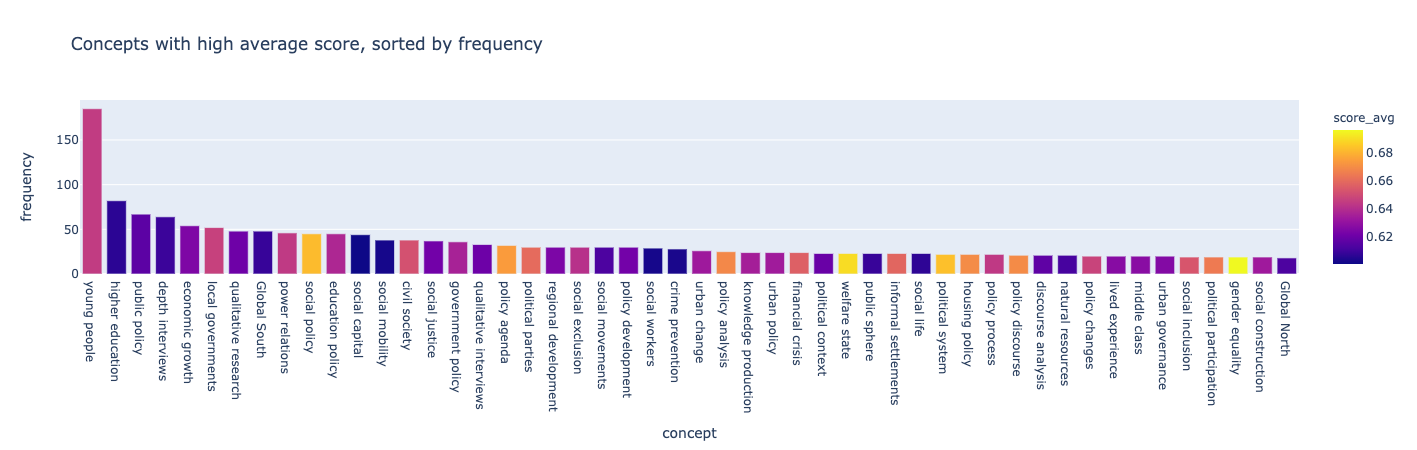 Concepts with high average score, sorted by frequency
score_avg
0.68
0.66
0.64
0.62
frequency
150
100
50
0
young people
higher education
public policy
depth interviews
economic growth
local governments
qualitative research
Global South
power relations
social policy
education policy
social capital
social mobility
civil society
social justice
government policy
qualitative interviews
policy agenda
political parties
regional development
social exclusion
social movements
policy development
social workers
crime prevention
urban change
policy analysis
knowledge production
urban policy
financial crisis
political context
welfare state
public sphere
informal settlements
social life
political system
housing policy
policy process
policy discourse
discourse analysis
natural resources
policy changes
lived experience
middle class
urban governance
social inclusion
political participation
gender equality
social construction
Global North
concept